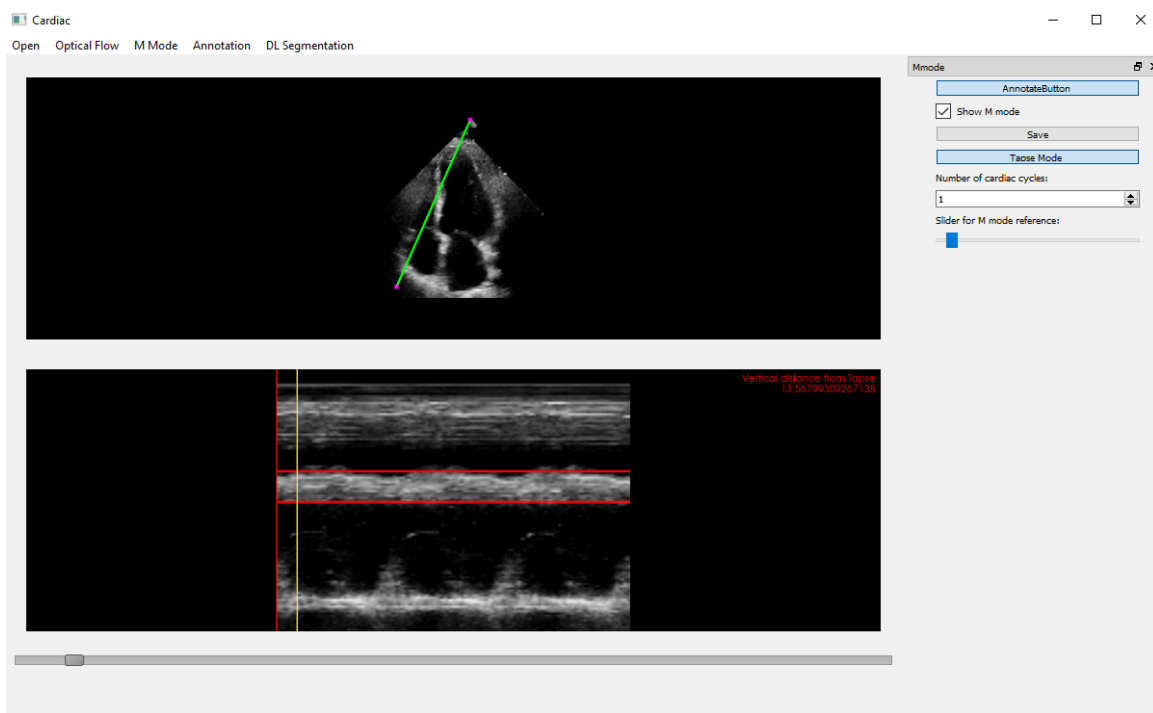 Cardiac
Open Optical Flow M Mode Annotation DL Segmentation
Mmode
AnnotateButton
Show M mode
Save
Tapse Mode
Number of cardiac cycles:
1
Slider for M mode reference:
Vertical distance from Tapse
13.56799309267138